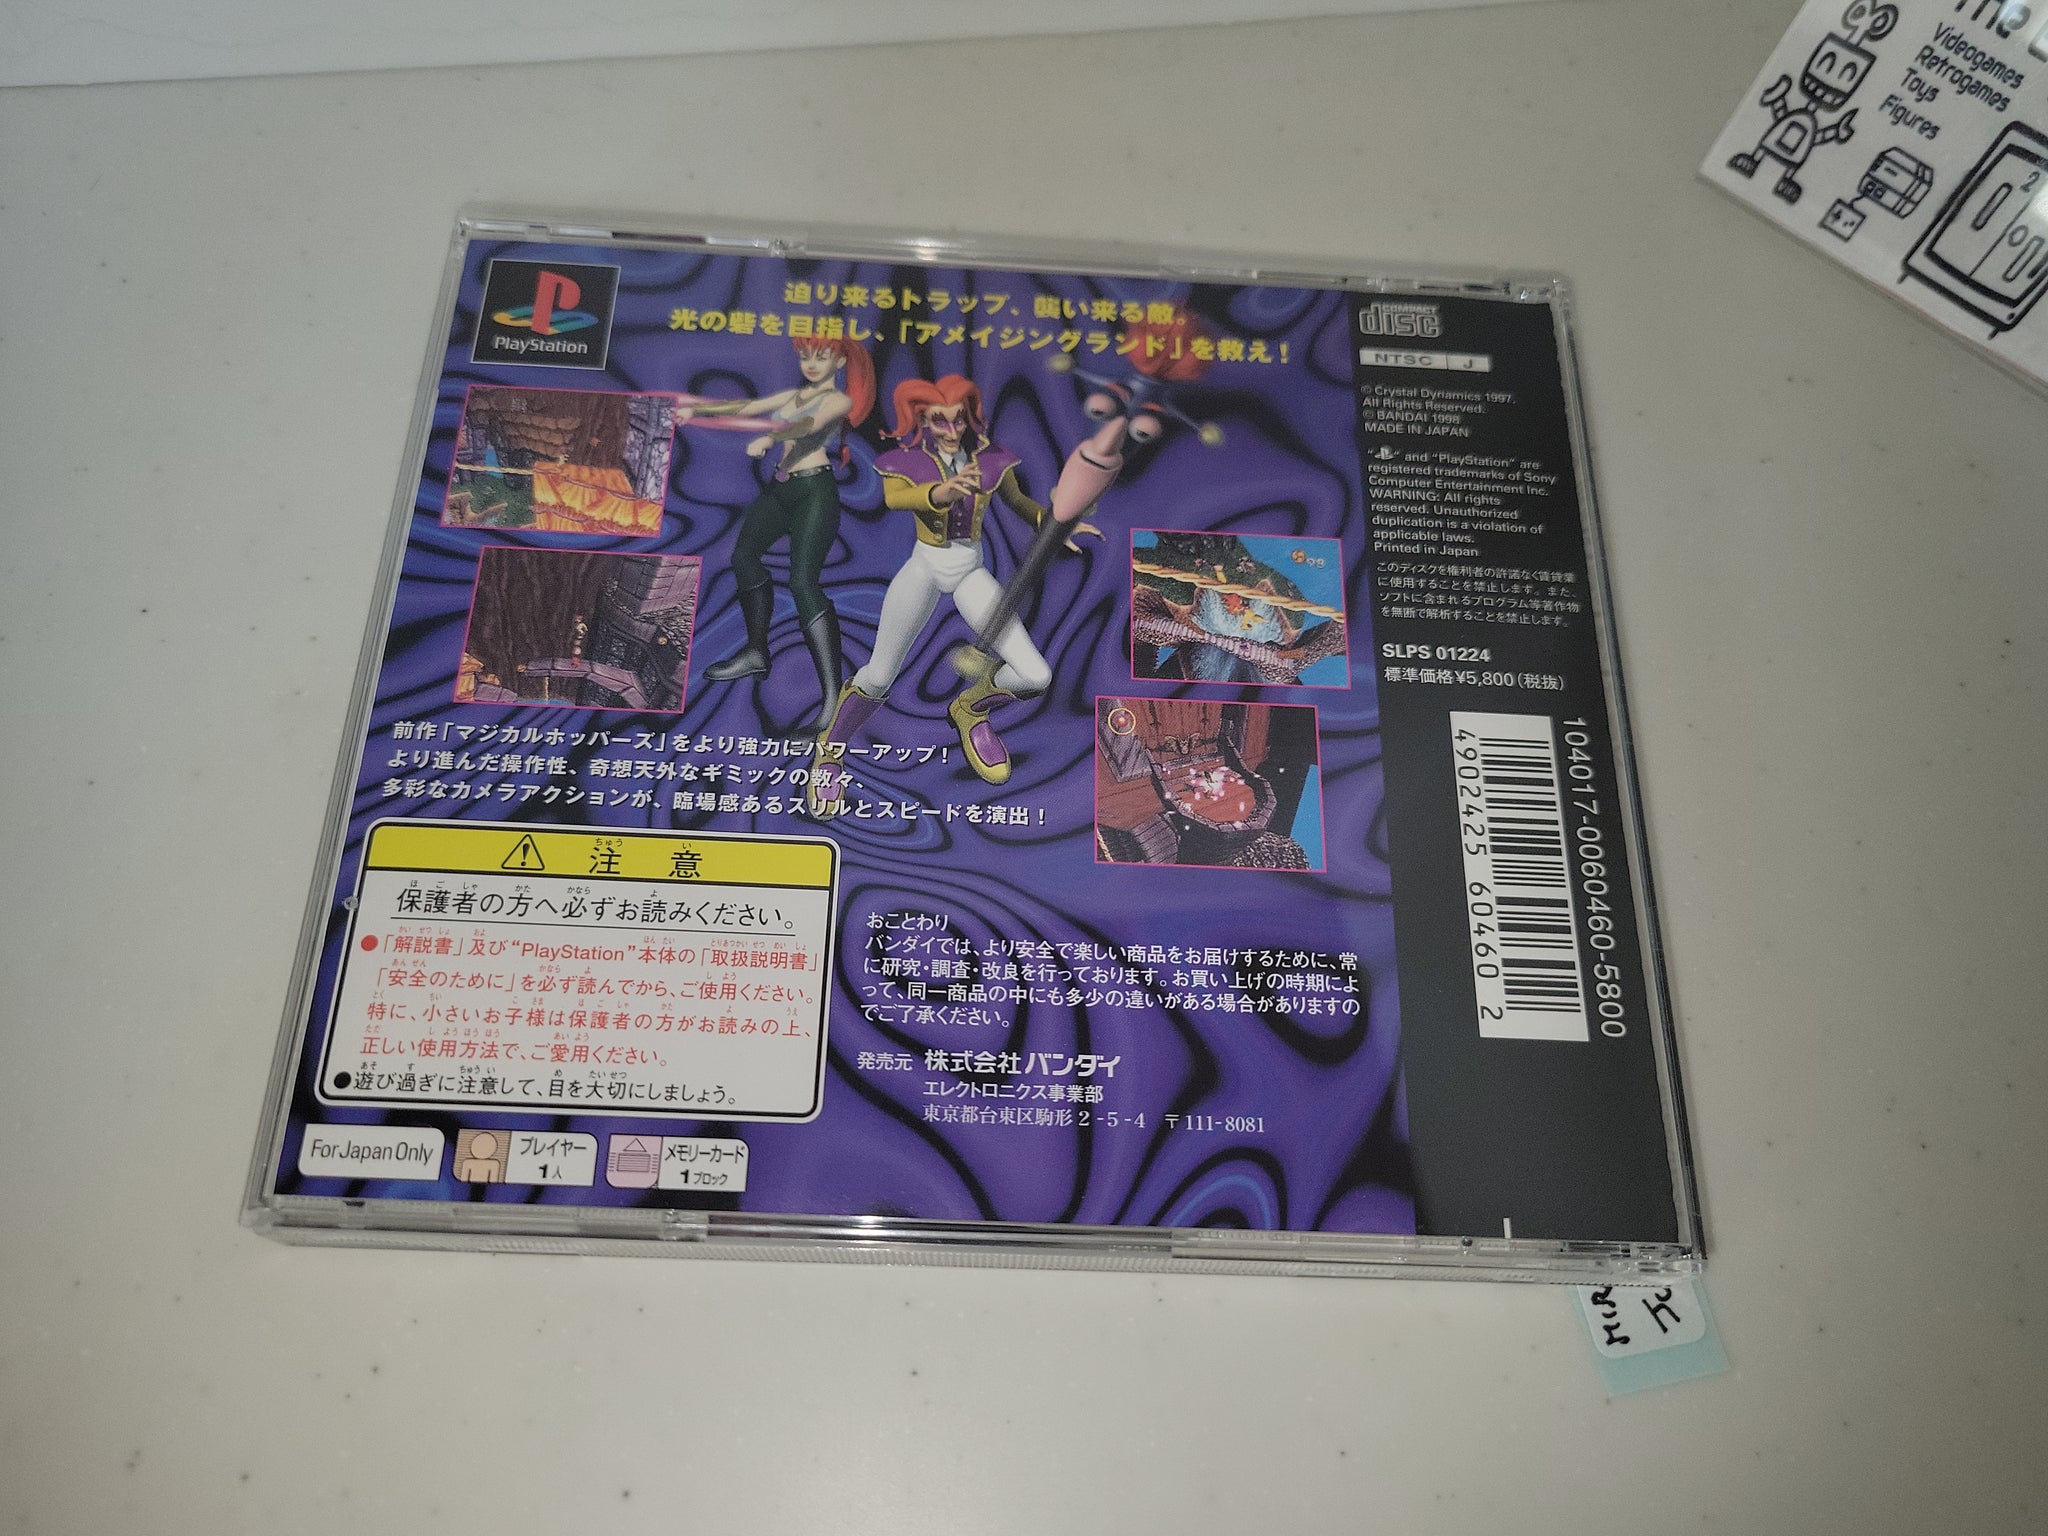 Videogames
Retrogames
Toys
Figures
2
PlayStation
迫り来るトラップ、襲い来る敵。
光の砦を目指し、「アメイジングランド」を救え!
前作「マジカルホッパーズ」をより強力にパワーアップ!
より進んだ操作性、奇想天外なギミックの数々、
多彩なカメラアクションが、臨場感あるスリルとスピードを演出!
注意
ちゅう い
保護者の方へ必ずお読みください。
●「解説書」及び“PlayStation”本体の「取扱説明書」
「安全のために」を必ず読んでから、ご使用ください。
特に、小さいお子様は保護者の方がお読みの上、
正しい使用方法で、ご愛用ください。
●遊び過ぎに注意して、目を大切にしましょう。
For Japan Only
プレイヤー
1人
メモリーカード
1ブロック
おことわり
バンダイでは、より安全で楽しい商品をお届けするために、常
に研究・調査・改良を行っております。お買い上げの時期によ
って、同一商品の中にも多少の違いがある場合がありますの
でご了承ください。
発売元 株式会社バンダイ
エレクトロニクス事業部
東京都台東区駒形2-5-4 〒111-8081
COMPACT
disc
NTSC J
© Crystal Dynamics 1997.
All Rights Reserved.
© BANDAI 1998
MADE IN JAPAN
“ ” and “PlayStation” are
registered trademarks of Sony
Computer Entertainment Inc.
WARNING: All rights
reserved. Unauthorized
duplication is a violation of
applicable laws.
Printed in Japan
このディスクを権利者の許諾なく賃貸業
に使用することを禁止します。また、
ソフトに含まれるプログラム等著作物
を無断で解析することを禁止します。
SLPS 01224
標準価格¥5,800(税抜)
104017-0060460-5800
4902425 604602